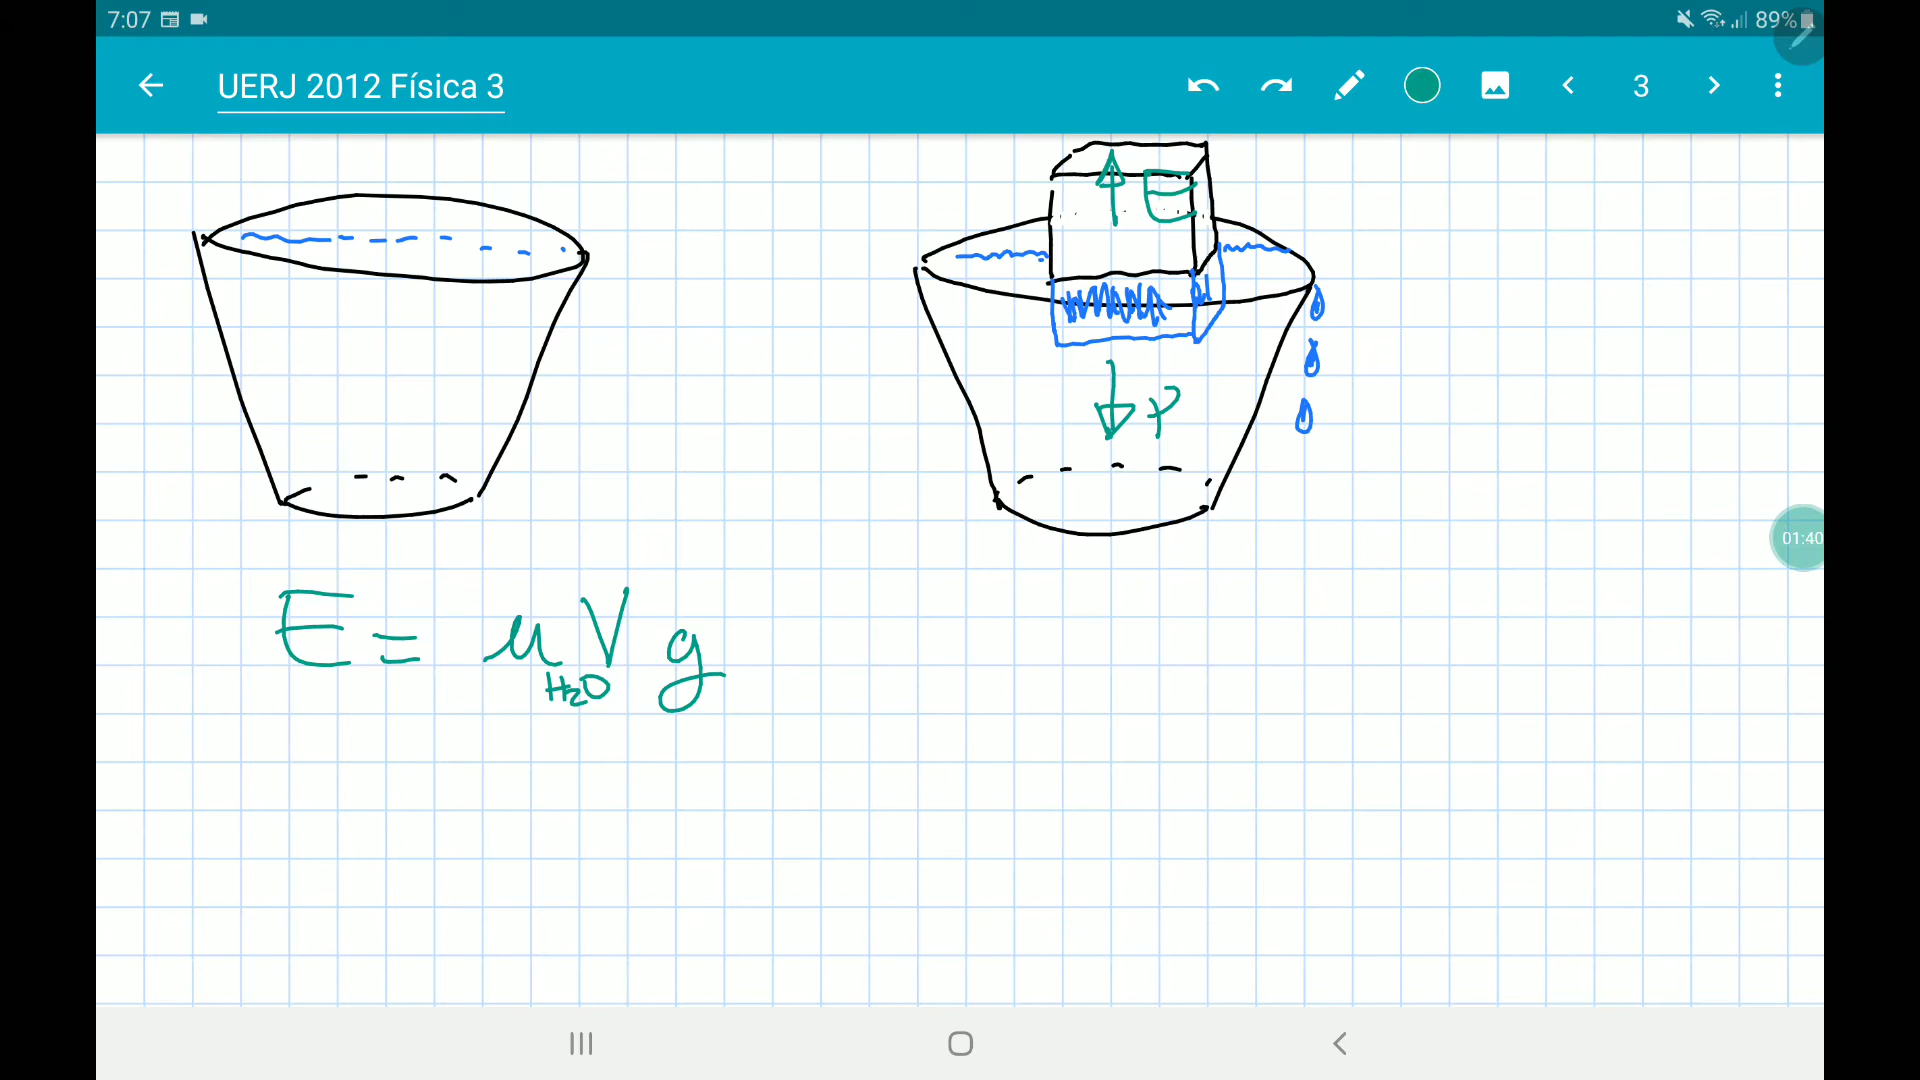 7:07 89%
UERJ 2012 Física 3 3
E
P
01:40
E = μ V g
H₂O